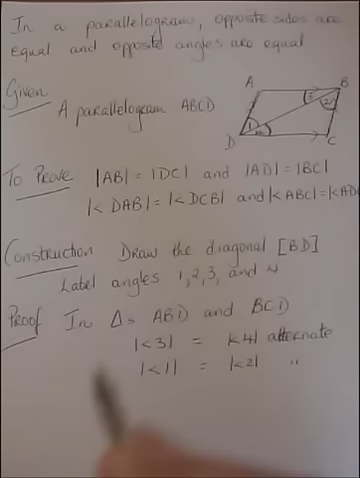 In a parallelogram, opposite sides are
equal and opposite angles are equal
Given
A parallelogram ABCD
A B
3 2
1 4
D C
To Prove |AB| = |DC| and |AD| = |BC|
|<DAB| = |<DCB| and |<ABC| = |<AD
Construction Draw the diagonal [BD]
Label angles 1, 2, 3, and 4
Proof In Δs ABD and BCD
|<3| = |<4| alternate
|<1| = |<2| "